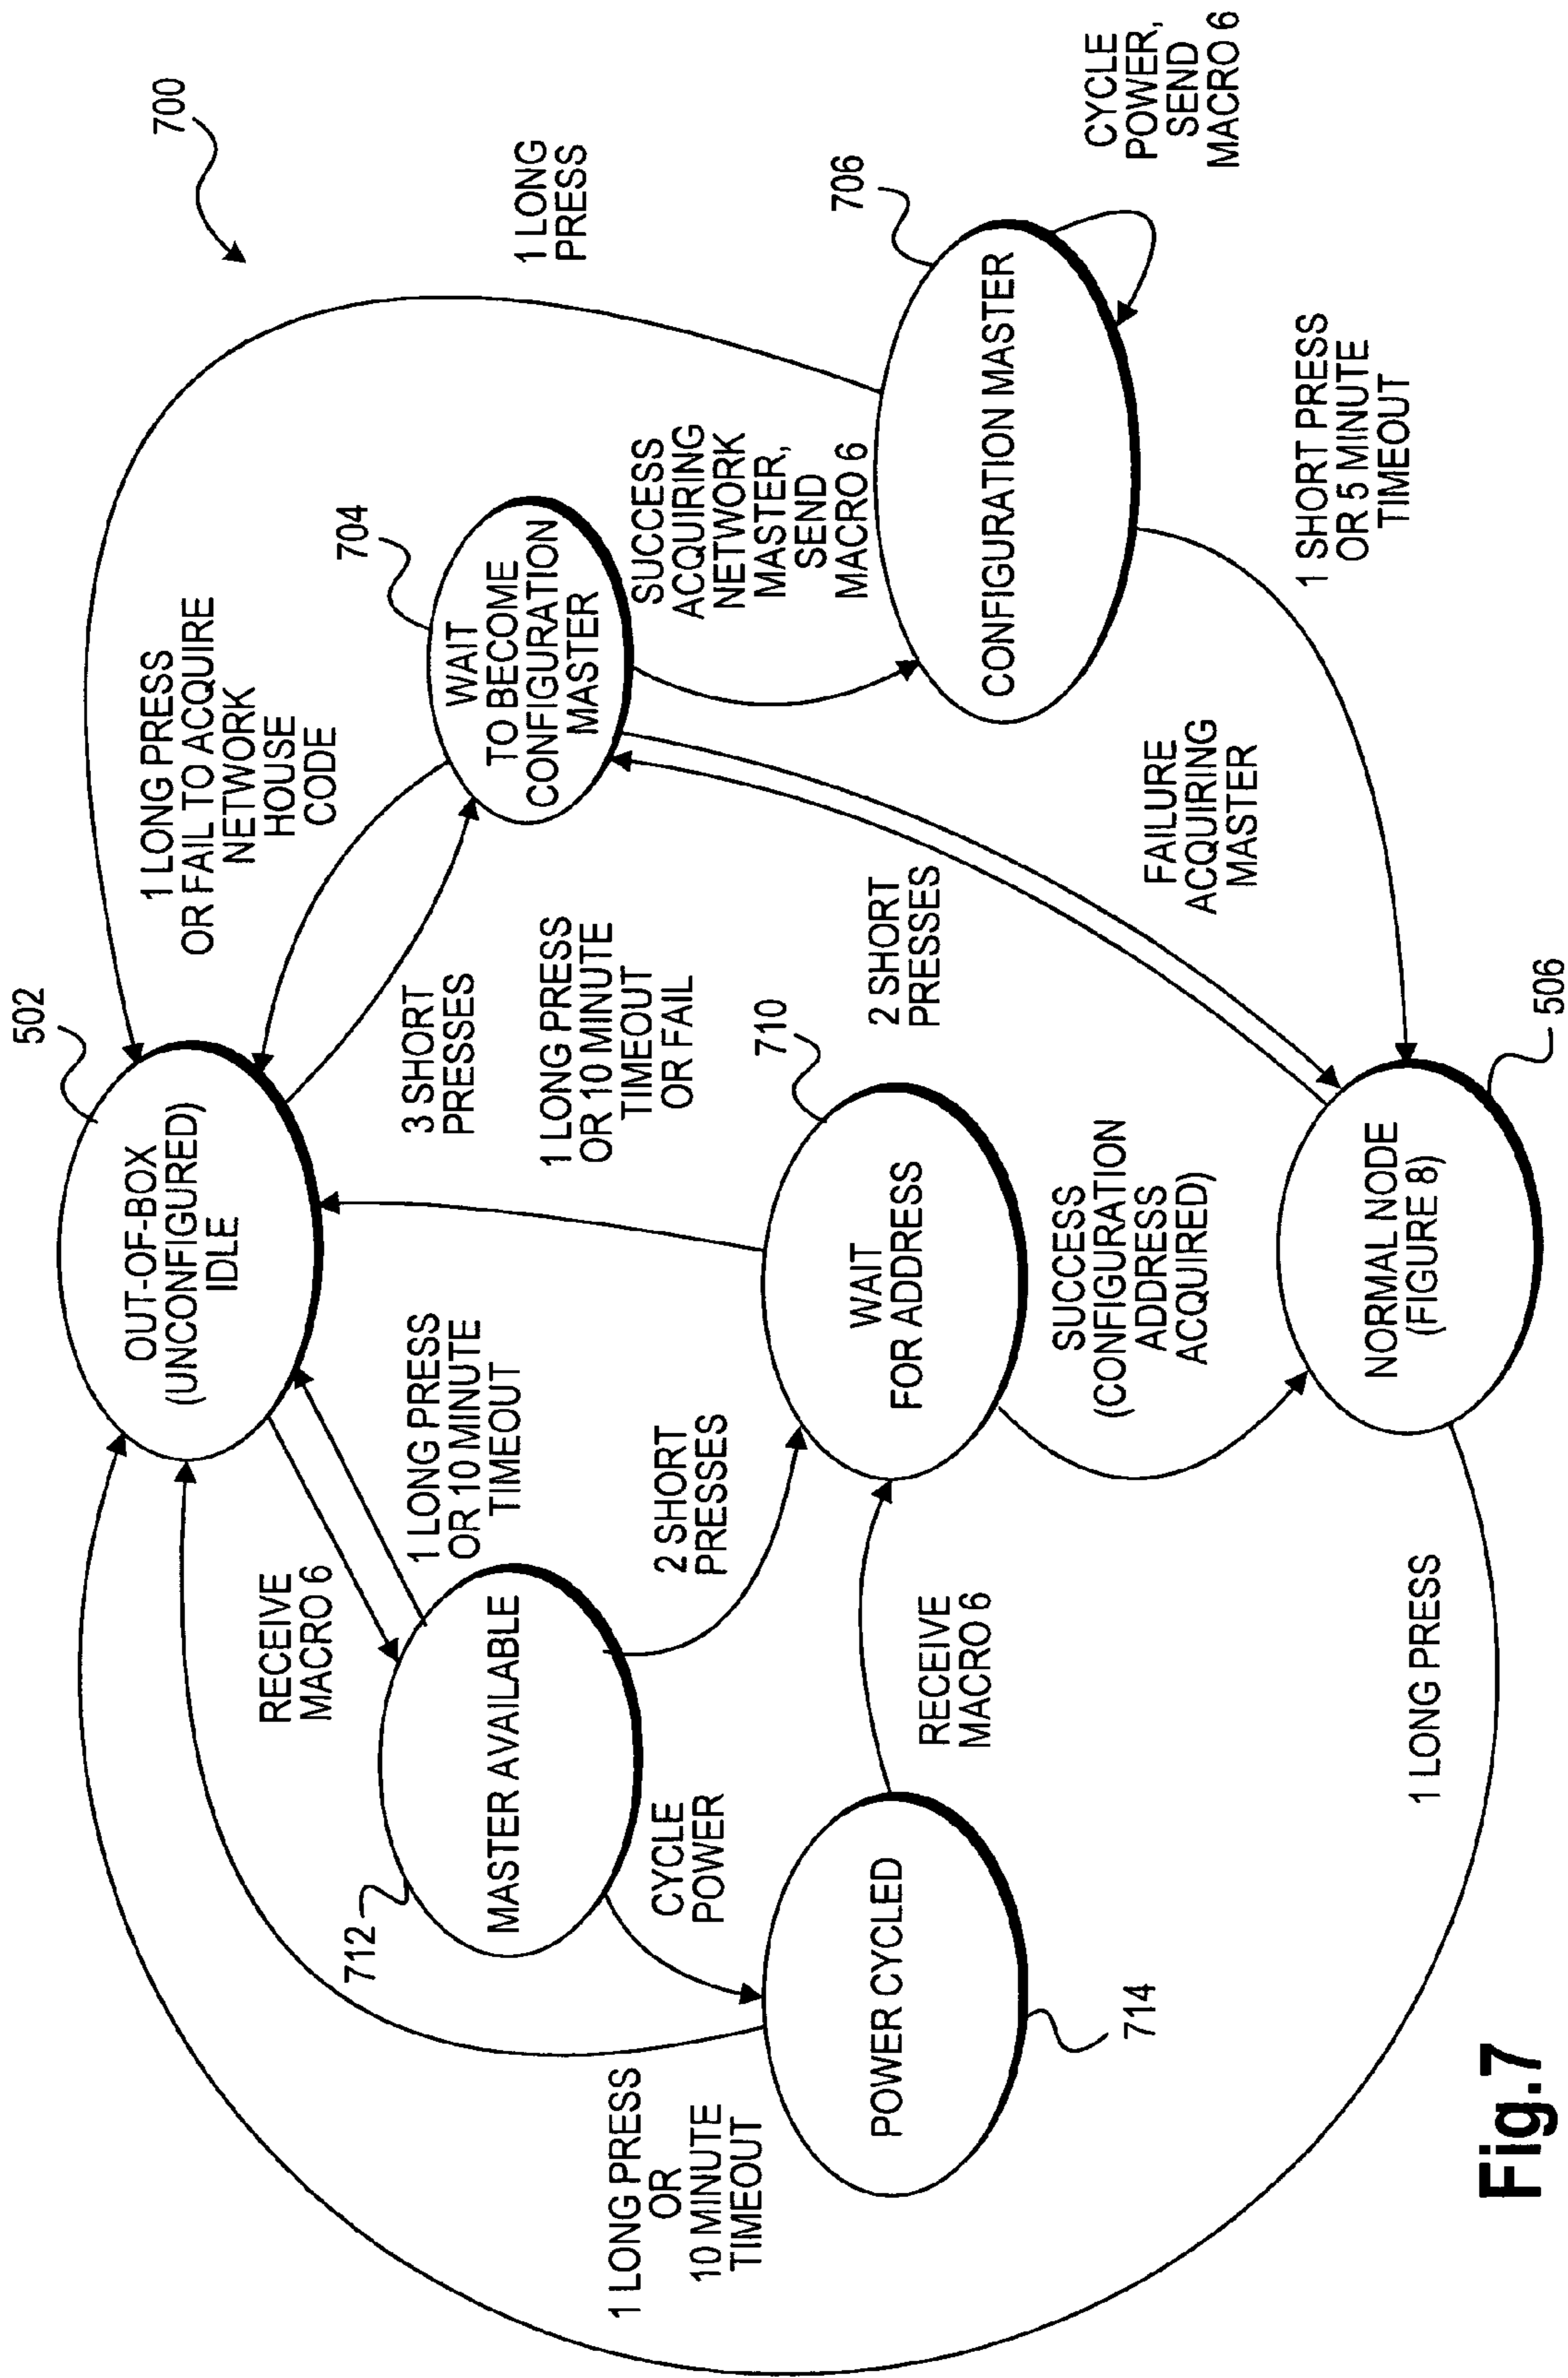 700
502
OUT-OF-BOX
(UNCONFIGURED)
IDLE
1 LONG PRESS
OR FAIL TO ACQUIRE
NETWORK
HOUSE
CODE
1 LONG
PRESS
RECEIVE
MACRO 6
1 LONG PRESS
OR 10 MINUTE
TIMEOUT
3 SHORT
PRESSES
704
WAIT
TO BECOME
CONFIGURATION
MASTER
712
MASTER AVAILABLE
1 LONG PRESS
OR 10 MINUTE
TIMEOUT
OR FAIL
SUCCESS
ACQUIRING
NETWORK
MASTER,
SEND
MACRO 6
706
CONFIGURATION MASTER
CYCLE
POWER,
SEND
MACRO 6
1 LONG PRESS
OR
10 MINUTE
TIMEOUT
CYCLE
POWER
2 SHORT
PRESSES
710
WAIT
FOR ADDRESS
2 SHORT
PRESSES
POWER CYCLED
714
RECEIVE
MACRO 6
SUCCESS
(CONFIGURATION
ADDRESS
ACQUIRED)
FAILURE
ACQUIRING
MASTER
1 SHORT PRESS
OR 5 MINUTE
TIMEOUT
NORMAL NODE
(FIGURE 8)
506
1 LONG PRESS
Fig.7